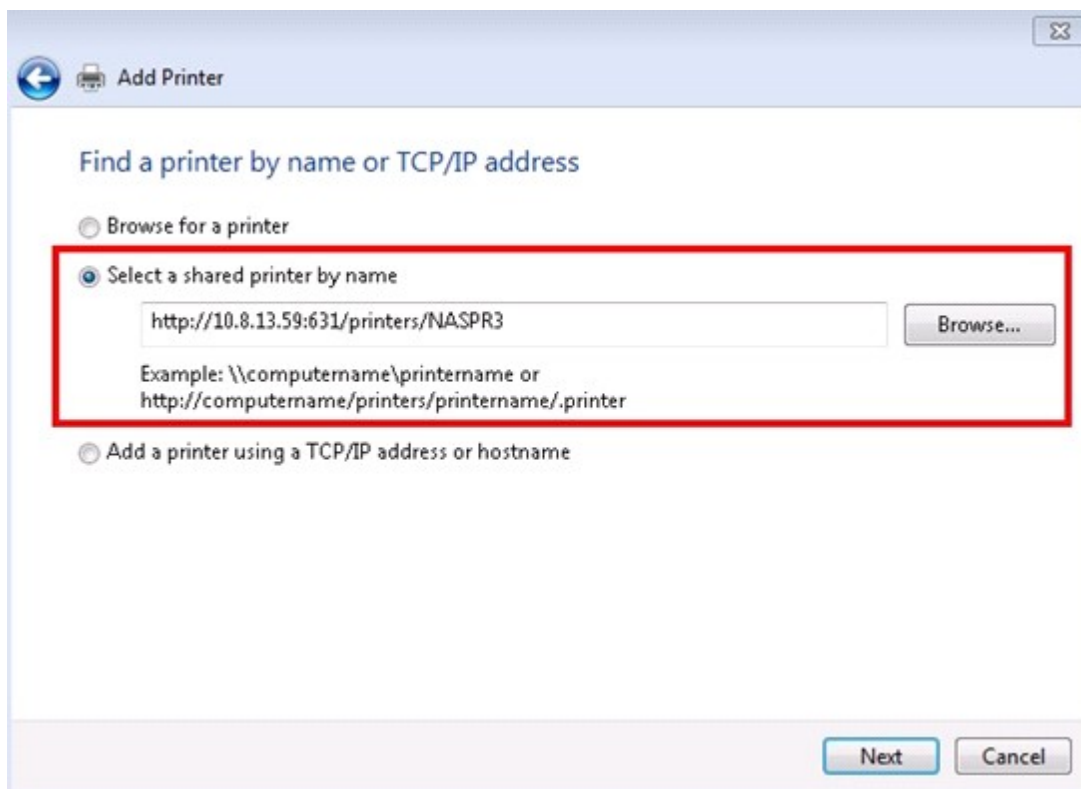 Add Printer
Find a printer by name or TCP/IP address
Browse for a printer
Select a shared printer by name
http://10.8.13.59:631/printers/NASPR3
Browse...
Example: \\computername\printername or
http://computername/printers/printername/.printer
Add a printer using a TCP/IP address or hostname
Next
Cancel